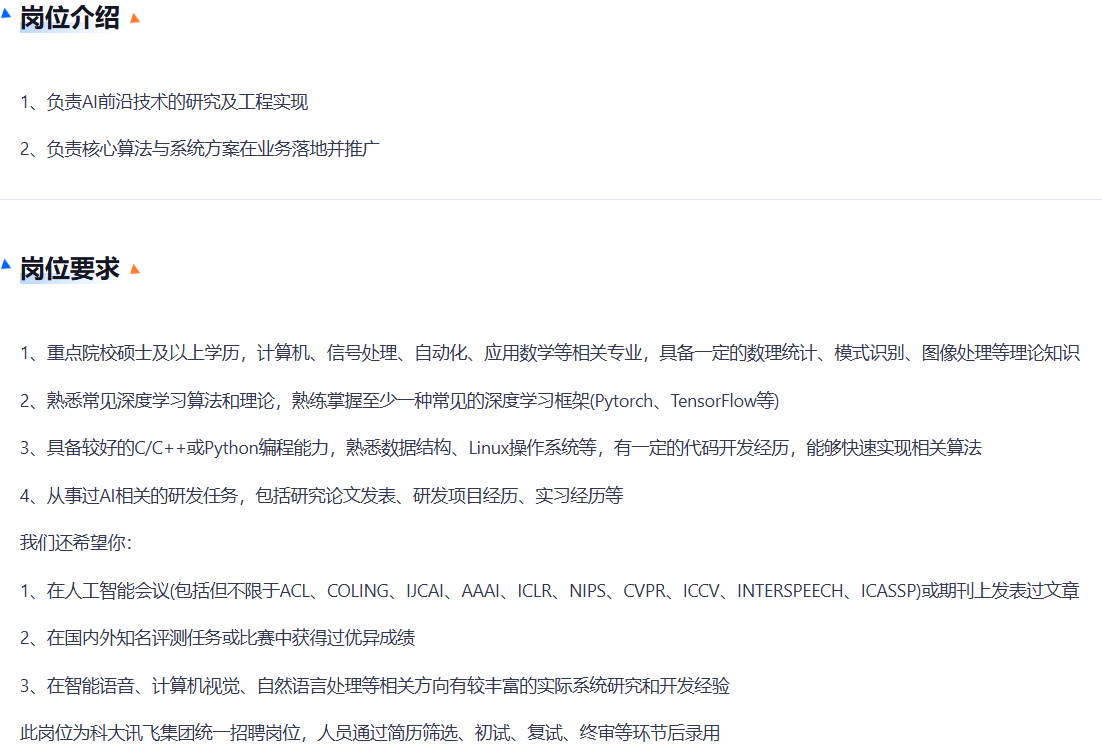 岗位介绍
1、负责AI前沿技术的研究及工程实现
2、负责核心算法与系统方案在业务落地并推广
岗位要求
1、重点院校硕士及以上学历，计算机、信号处理、自动化、应用数学等相关专业，具备一定的数理统计、模式识别、图像处理等理论知识
2、熟悉常见深度学习算法和理论，熟练掌握至少一种常见的深度学习框架(Pytorch、TensorFlow等)
3、具备较好的C/C++或Python编程能力，熟悉数据结构、Linux操作系统等，有一定的代码开发经历，能够快速实现相关算法
4、从事过AI相关的研发任务，包括研究论文发表、研发项目经历、实习经历等
我们还希望你：
1、在人工智能会议(包括但不限于ACL、COLING、IJCAI、AAAI、ICLR、NIPS、CVPR、ICCV、INTERSPEECH、ICASSP)或期刊上发表过文章
2、在国内外知名评测任务或比赛中获得过优异成绩
3、在智能语音、计算机视觉、自然语言处理等相关方向有较丰富的实际系统研究和开发经验
此岗位为科大讯飞集团统一招聘岗位，人员通过简历筛选、初试、复试、终审等环节后录用